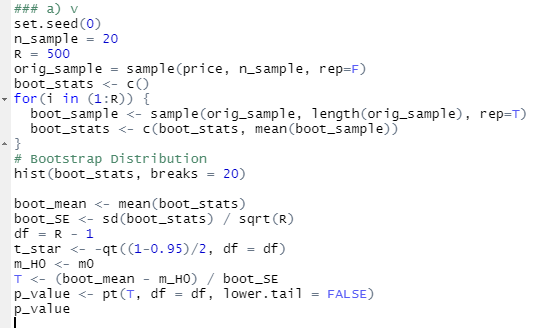 ### a) v
set.seed(0)
n_sample = 20
R = 500
orig_sample = sample(price, n_sample, rep=F)
boot_stats <- c()
for(i in (1:R)) {
  boot_sample <- sample(orig_sample, length(orig_sample), rep=T)
  boot_stats <- c(boot_stats, mean(boot_sample))
}
# Bootstrap Distribution
hist(boot_stats, breaks = 20)

boot_mean <- mean(boot_stats)
boot_SE <- sd(boot_stats) / sqrt(R)
df = R - 1
t_star <- -qt((1-0.95)/2, df = df)
m_H0 <- m0
T <- (boot_mean - m_H0) / boot_SE
p_value <- pt(T, df = df, lower.tail = FALSE)
p_value